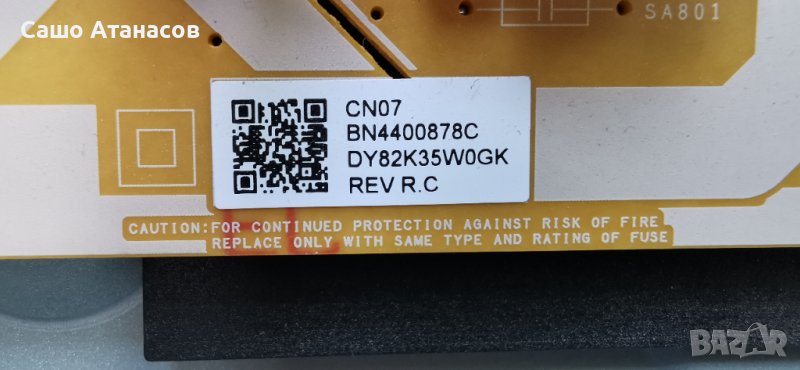 Сашо Атанасов
SA801
CN07
BN4400878C
DY82K35W0GK
REV R.C
CAUTION:FOR CONTINUED PROTECTION AGAINST RISK OF FIRE
REPLACE ONLY WITH SAME TYPE AND RATING OF FUSE
BAZAR